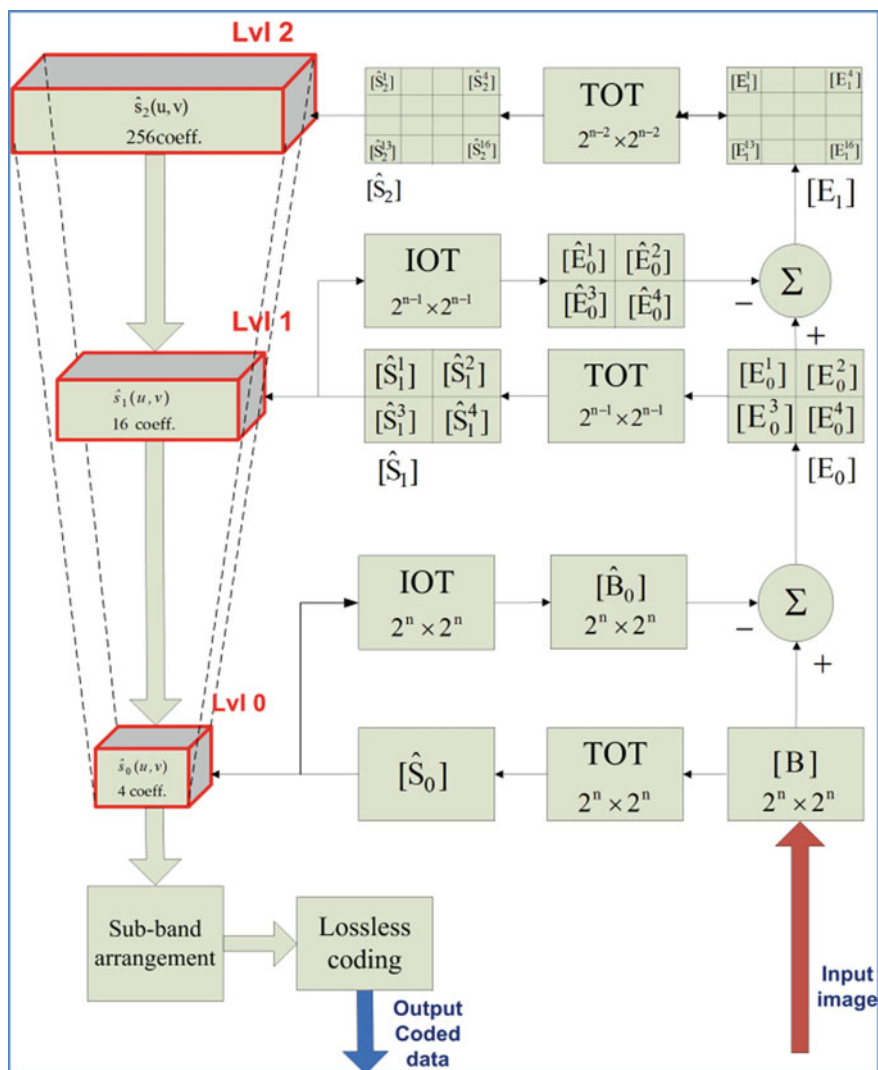 Lvl 2
ŝ₂(u,v)
256coeff.
[Ŝ₂¹] [Ŝ₂⁴]
[Ŝ₂¹³] [Ŝ₂¹⁶]
[Ŝ₂]
TOT
2ⁿ⁻² × 2ⁿ⁻²
[E₁¹] [E₁⁴]
[E₁¹³] [E₁¹⁶]
[E₁]
IOT
2ⁿ⁻¹ × 2ⁿ⁻¹
[Ê₀¹] [Ê₀²]
[Ê₀³] [Ê₀⁴]
−
Σ
+
Lvl 1
ŝ₁(u,v)
16 coeff.
[Ŝ₁¹] [Ŝ₁²]
[Ŝ₁³] [Ŝ₁⁴]
[Ŝ₁]
TOT
2ⁿ⁻¹ × 2ⁿ⁻¹
[E₀¹] [E₀²]
[E₀³] [E₀⁴]
[E₀]
IOT
2ⁿ × 2ⁿ
[B̂₀]
2ⁿ × 2ⁿ
−
Σ
+
Lvl 0
ŝ₀(u,v)
4 coeff.
[Ŝ₀]
TOT
2ⁿ × 2ⁿ
[B]
2ⁿ × 2ⁿ
Sub-band
arrangement
Lossless
coding
Output
Coded
data
Input
image